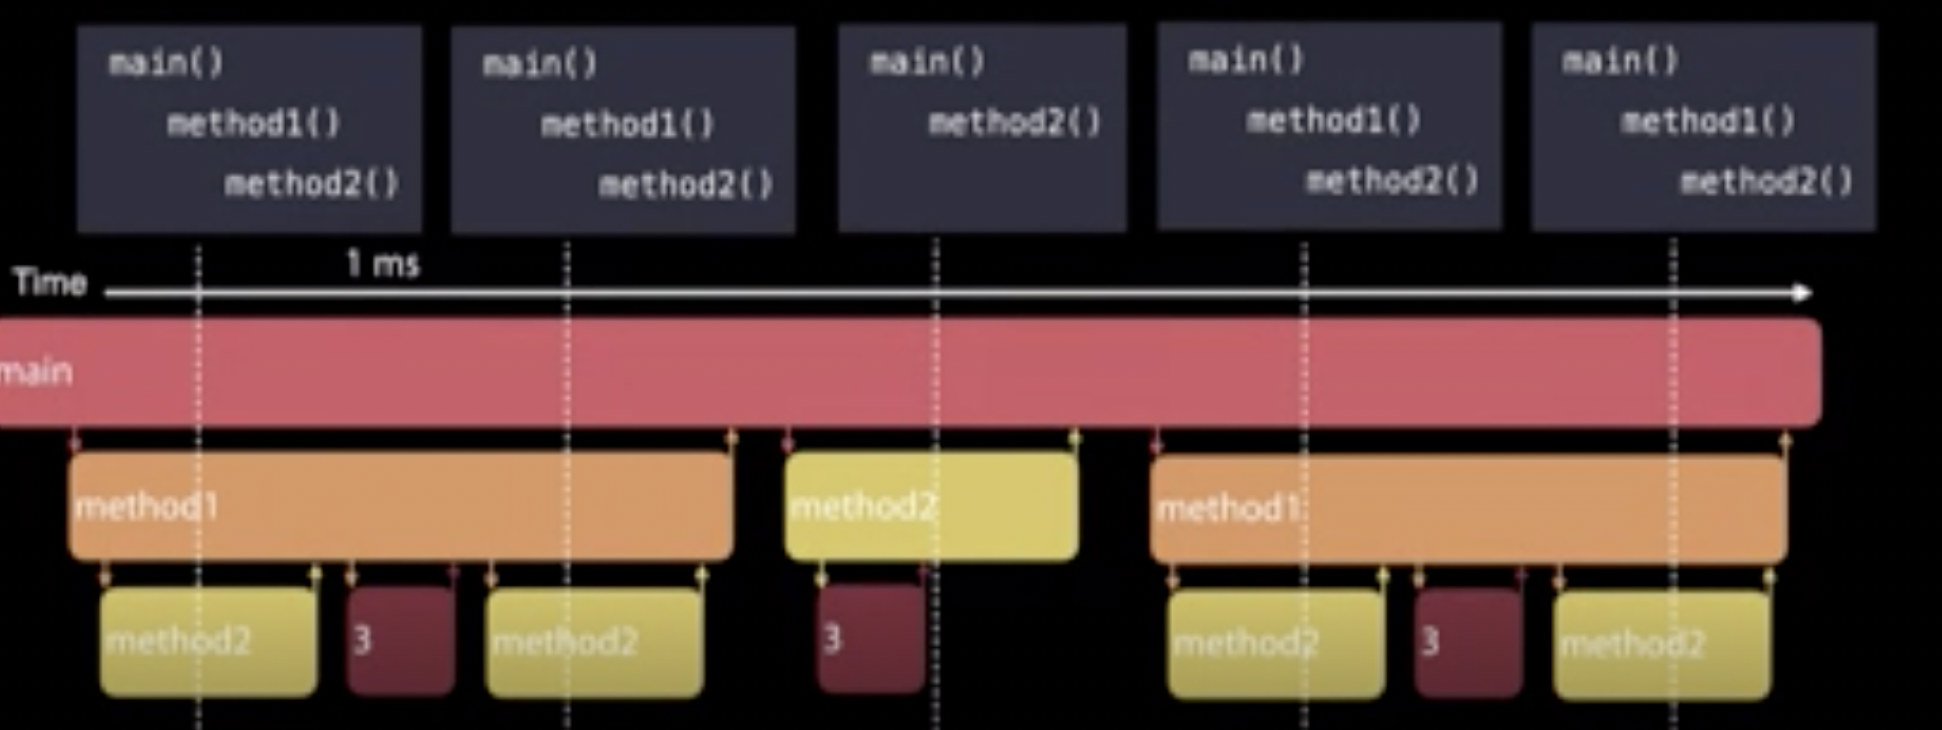 main()
method1()
method2()
main()
method1()
method2()
main()
method2()
main()
method1()
method2()
main()
method1()
method2()
Time
1 ms
main
method1
method2
method1
method2
3
method2
3
method2
3
method2